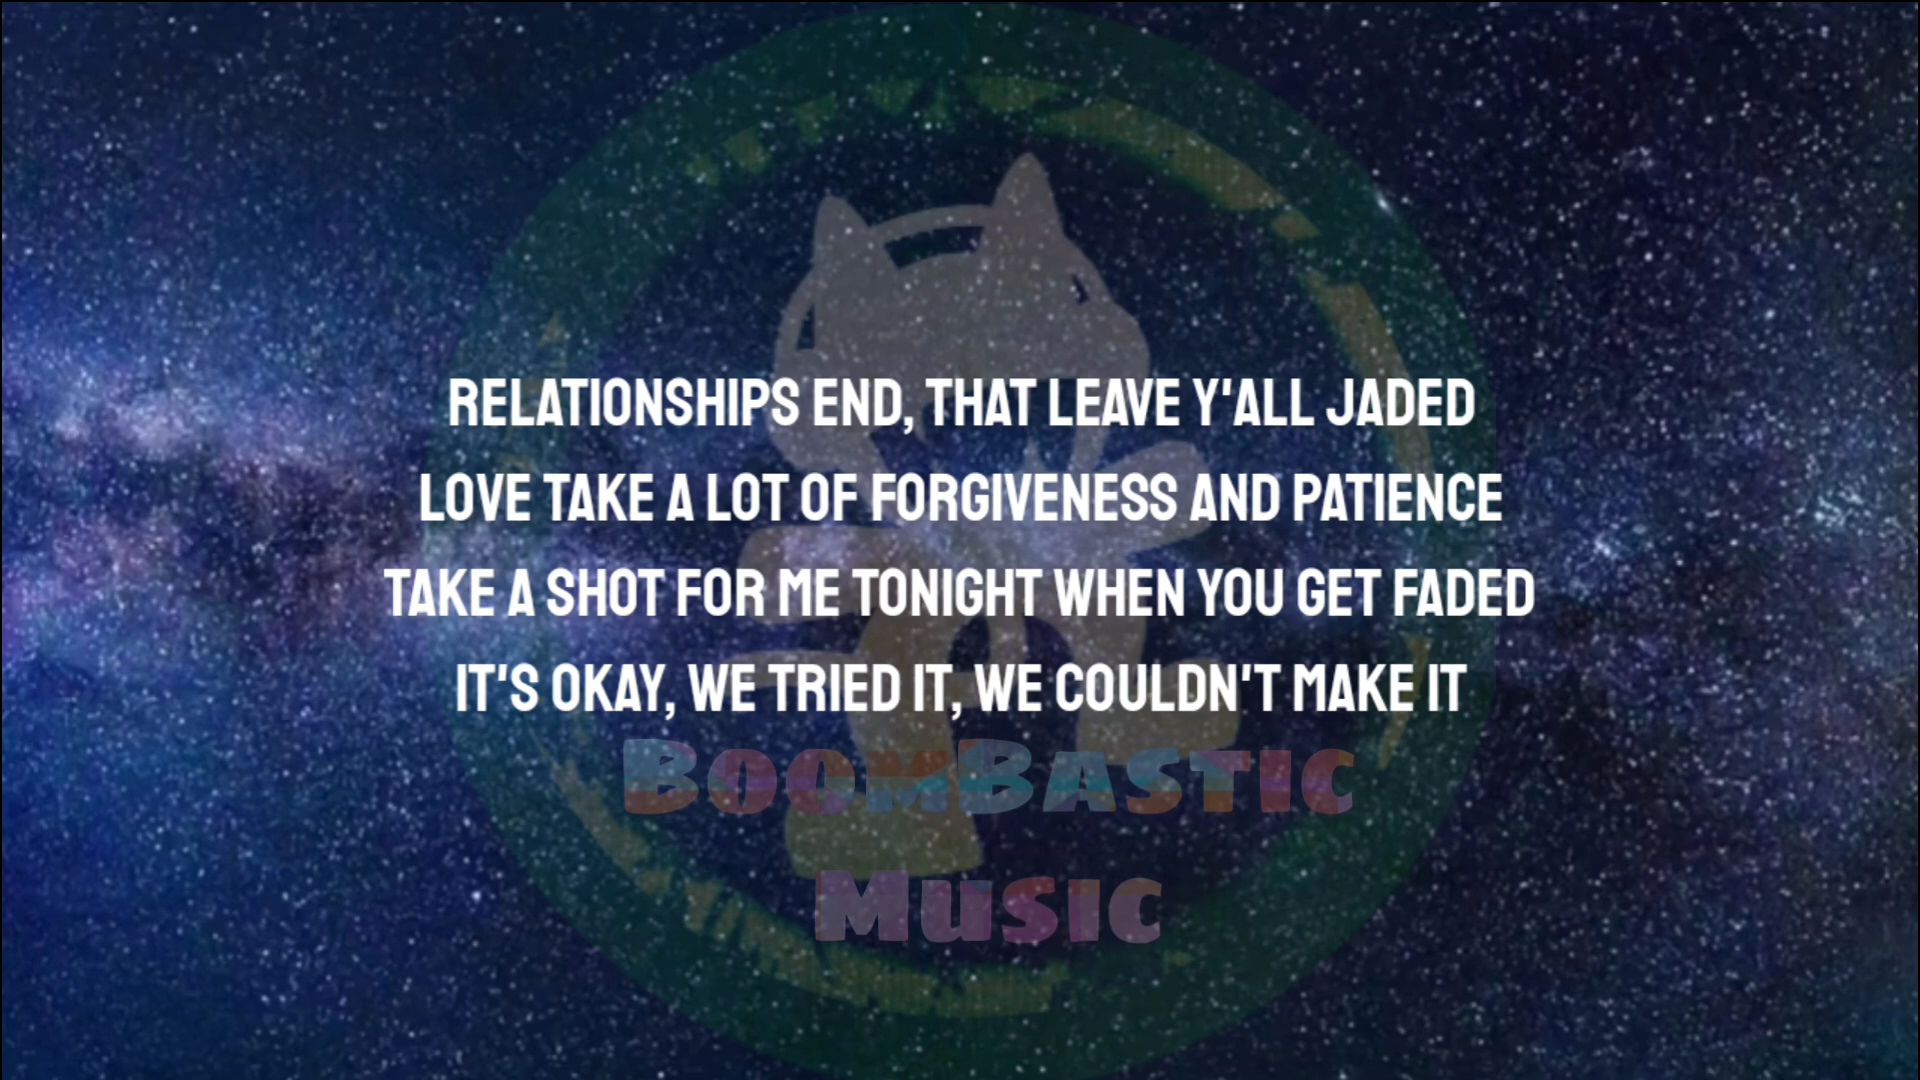 RELATIONSHIPS END, THAT LEAVE Y'ALL JADED
LOVE TAKE A LOT OF FORGIVENESS AND PATIENCE
TAKE A SHOT FOR ME TONIGHT WHEN YOU GET FADED
IT'S OKAY, WE TRIED IT, WE COULDN'T MAKE IT
BOOMBASTIC
MUSIC